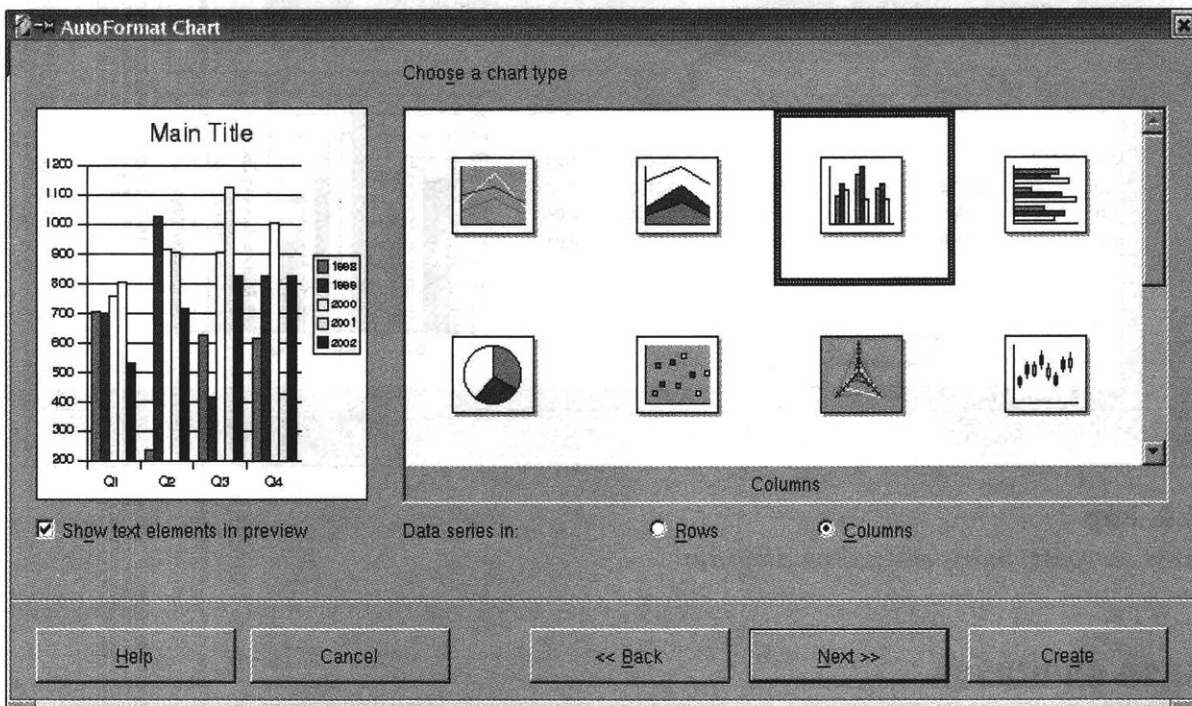 AutoFormat Chart
Choose a chart type
Main Title
1200
1100
1000
900
800
700
600
500
400
300
200
Q1 Q2 Q3 Q4
1998
1999
2000
2001
2002
Columns
Show text elements in preview
Data series in:
Rows
Columns
Help
Cancel
<< Back
Next >>
Create